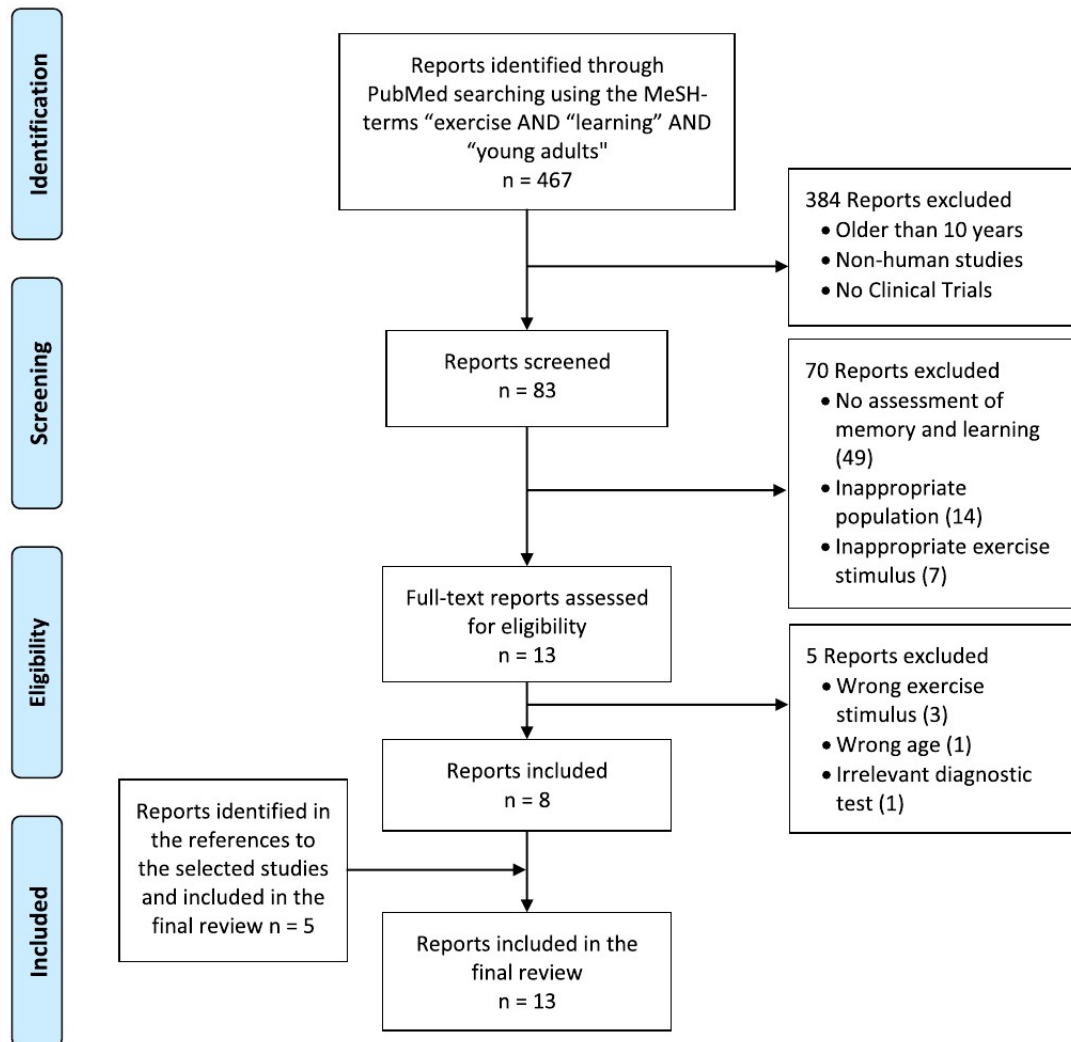 Identification
Reports identified through
PubMed searching using the MeSH-
terms “exercise AND “learning” AND
“young adults"
n = 467
384 Reports excluded
• Older than 10 years
• Non-human studies
• No Clinical Trials
Screening
Reports screened
n = 83
70 Reports excluded
• No assessment of
memory and learning
(49)
• Inappropriate
population (14)
• Inappropriate exercise
stimulus (7)
Eligibility
Full-text reports assessed
for eligibility
n = 13
5 Reports excluded
• Wrong exercise
stimulus (3)
• Wrong age (1)
• Irrelevant diagnostic
test (1)
Reports included
n = 8
Included
Reports identified in
the references to
the selected studies
and included in the
final review n = 5
Reports included in the
final review
n = 13